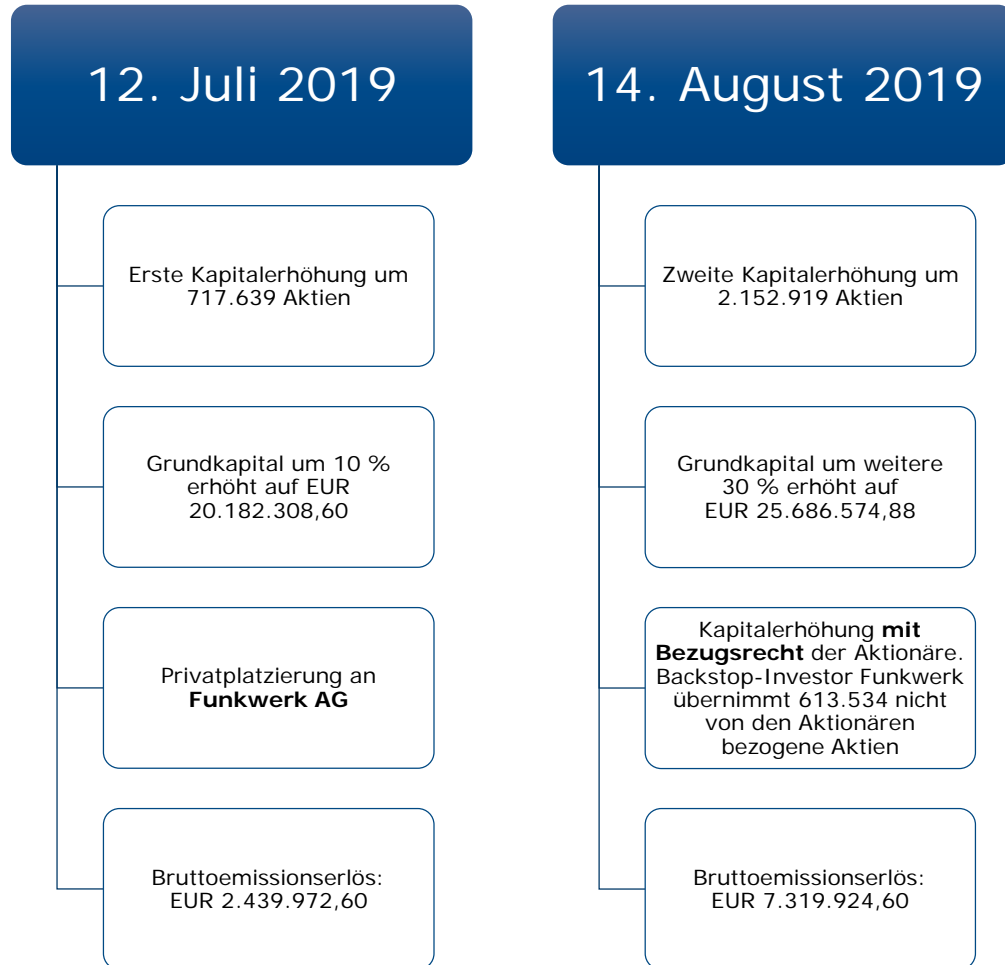 12. Juli 2019
Erste Kapitalerhöhung um
717.639 Aktien
Grundkapital um 10 %
erhöht auf EUR
20.182.308,60
Privatplatzierung an
Funkwerk AG
Bruttoemissionserlös:
EUR 2.439.972,60
14. August 2019
Zweite Kapitalerhöhung um
2.152.919 Aktien
Grundkapital um weitere
30 % erhöht auf
EUR 25.686.574,88
Kapitalerhöhung mit
Bezugsrecht der Aktionäre.
Backstop-Investor Funkwerk
übernimmt 613.534 nicht
von den Aktionären
bezogene Aktien
Bruttoemissionserlös:
EUR 7.319.924,60